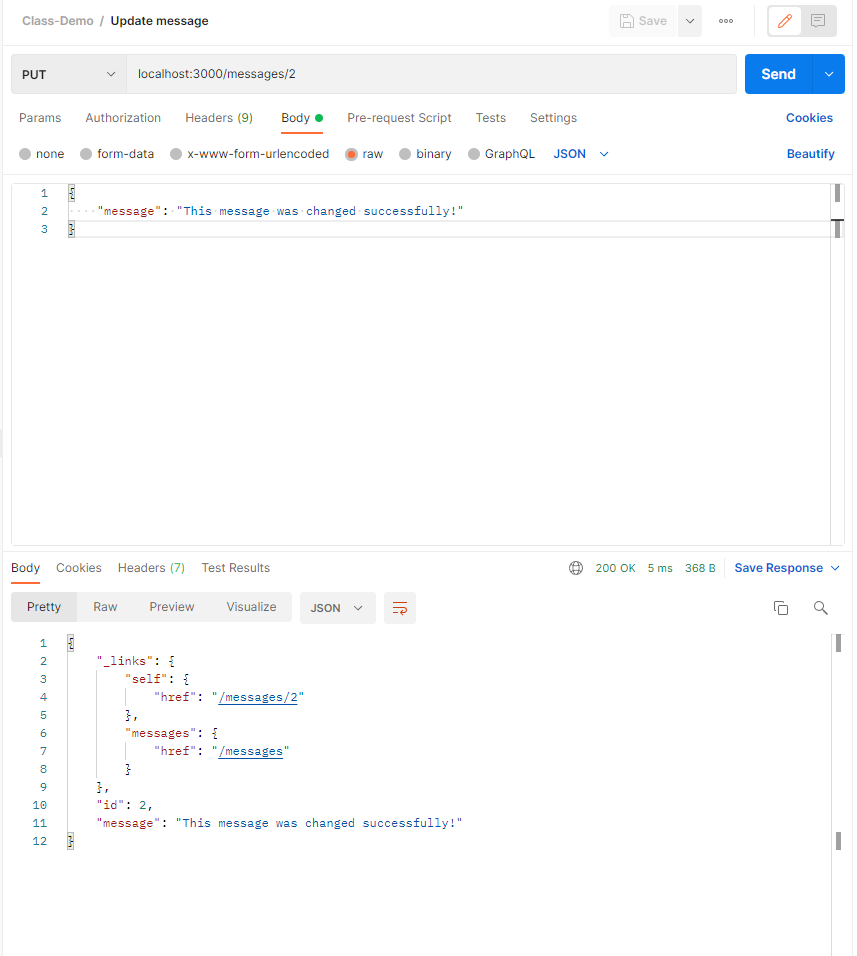 Class-Demo / Update message
Save
PUT localhost:3000/messages/2 Send
Params Authorization Headers (9) Body Pre-request Script Tests Settings Cookies
none form-data x-www-form-urlencoded raw binary GraphQL JSON Beautify
1 {
2 ····"message":·"This·message·was·changed·successfully!"
3 }
Body Cookies Headers (7) Test Results 200 OK 5 ms 368 B Save Response
Pretty Raw Preview Visualize JSON
1 {
2 "_links": {
3 "self": {
4 "href": "/messages/2"
5 },
6 "messages": {
7 "href": "/messages"
8 }
9 },
10 "id": 2,
11 "message": "This message was changed successfully!"
12 }